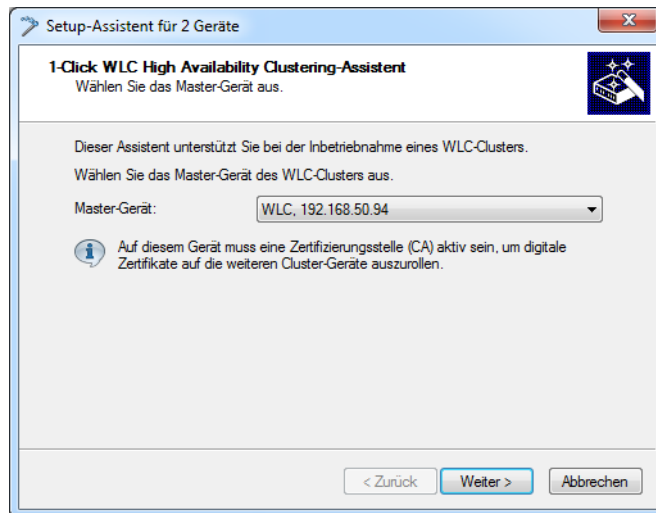 Setup-Assistent für 2 Geräte
1-Click WLC High Availability Clustering-Assistent
Wählen Sie das Master-Gerät aus.
Dieser Assistent unterstützt Sie bei der Inbetriebnahme eines WLC-Clusters.
Wählen Sie das Master-Gerät des WLC-Clusters aus.
Master-Gerät: WLC, 192.168.50.94
Auf diesem Gerät muss eine Zertifizierungsstelle (CA) aktiv sein, um digitale
Zertifikate auf die weiteren Cluster-Geräte auszurollen.
< Zurück Weiter > Abbrechen